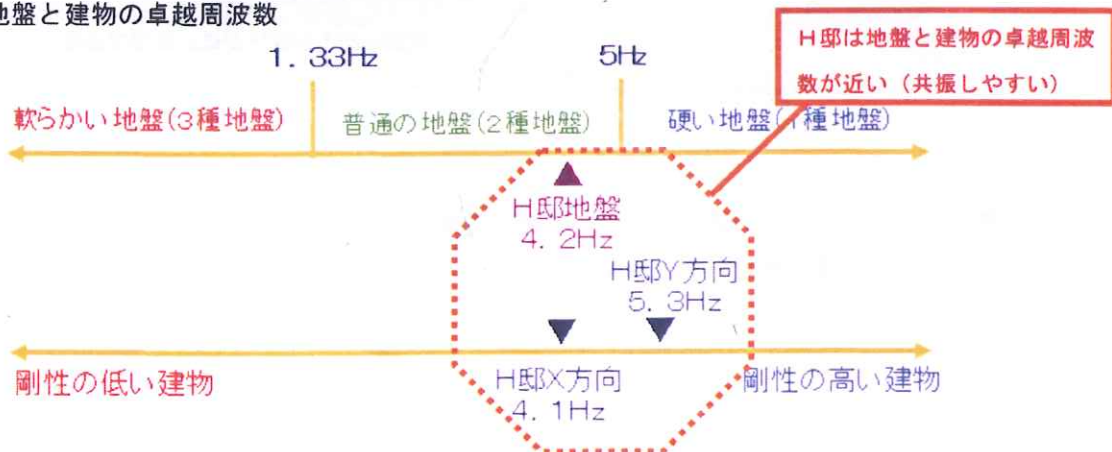 地盤と建物の卓越周波数
1. 33Hz
5Hz
H邸は地盤と建物の卓越周波
数が近い（共振しやすい）
軟らかい地盤(3種地盤)
普通の地盤(2種地盤)
硬い地盤(1種地盤)
H邸地盤
4. 2Hz
H邸Y方向
5. 3Hz
剛性の低い建物
H邸X方向
4. 1Hz
剛性の高い建物